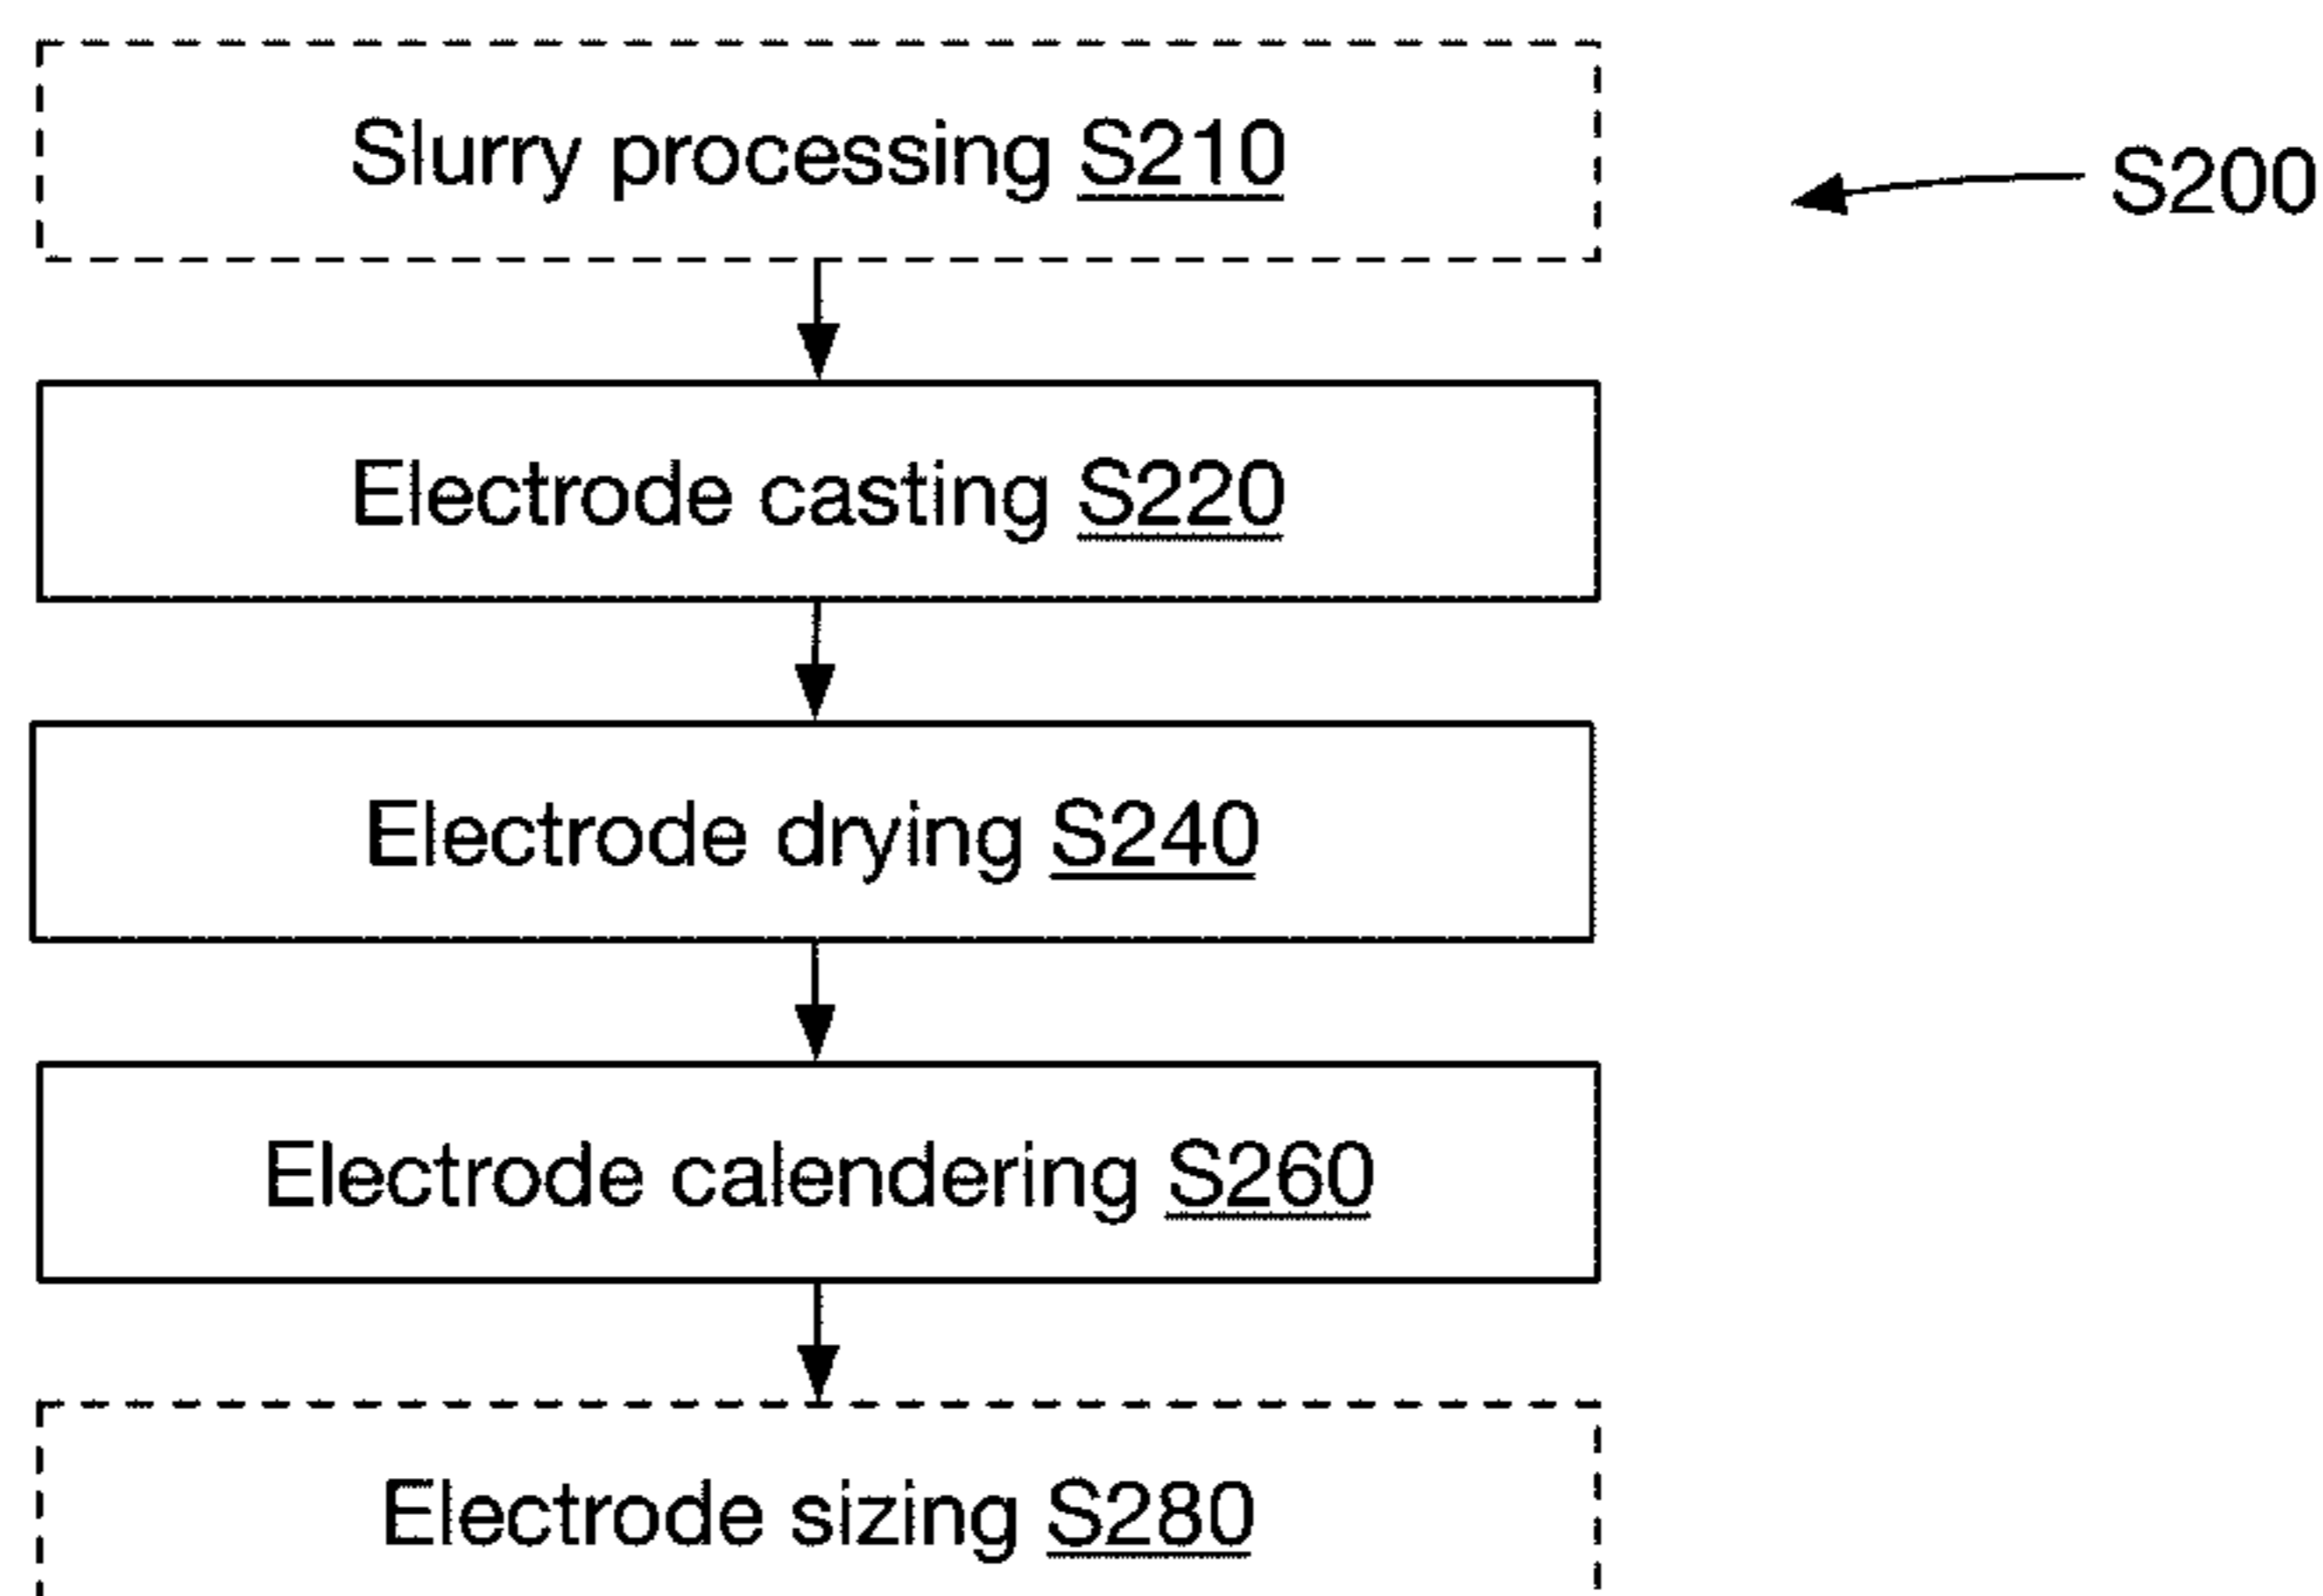 Slurry processing S210
S200
Electrode casting S220
Electrode drying S240
Electrode calendering S260
Electrode sizing S280